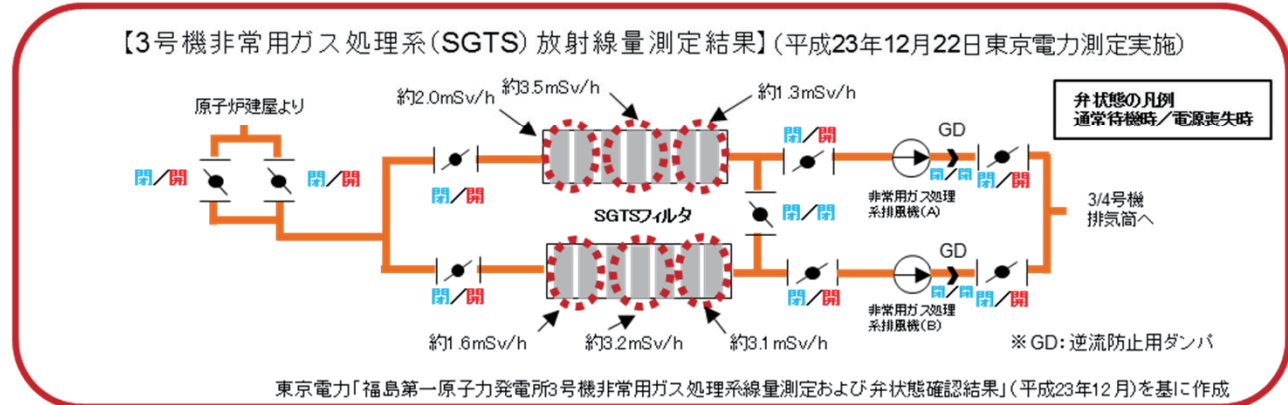 【3号機非常用ガス処理系(SGTS) 放射線量測定結果】(平成23年12月22日東京電力測定実施)
原子炉建屋より
約2.0mSv/h
約3.5mSv/h
約1.3mSv/h
弁状態の凡例
通常待機時/電源喪失時
閉/開
閉/開
閉/開
閉/開
GD
閉/閉
閉/開
非常用ガス処理
系排風機(A)
SGTSフィルタ
閉/閉
3/4号機
排気筒へ
閉/開
閉/開
GD
閉/閉
閉/開
非常用ガス処理
系排風機(B)
約1.6mSv/h
約3.2mSv/h
約3.1mSv/h
※GD:逆流防止用ダンパ
東京電力「福島第一原子力発電所3号機非常用ガス処理系線量測定および弁状態確認結果」(平成23年12月)を基に作成